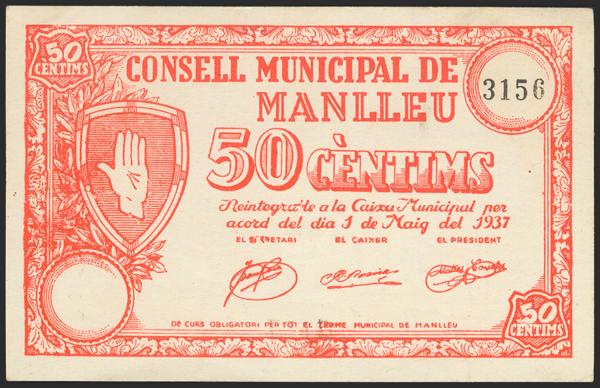 50
CÈNTIMS
CONSELL MUNICIPAL DE
MANLLEU
3156
50 CÈNTIMS
Reintegrable a la Caixa Municipal per
acord del dia 1 de Maig del 1937
EL SECRETARI EL CAIXER EL PRESIDENT
DE CURS OBLIGATORI PER TOT EL TERME MUNICIPAL DE MANLLEU
50
CÈNTIMS